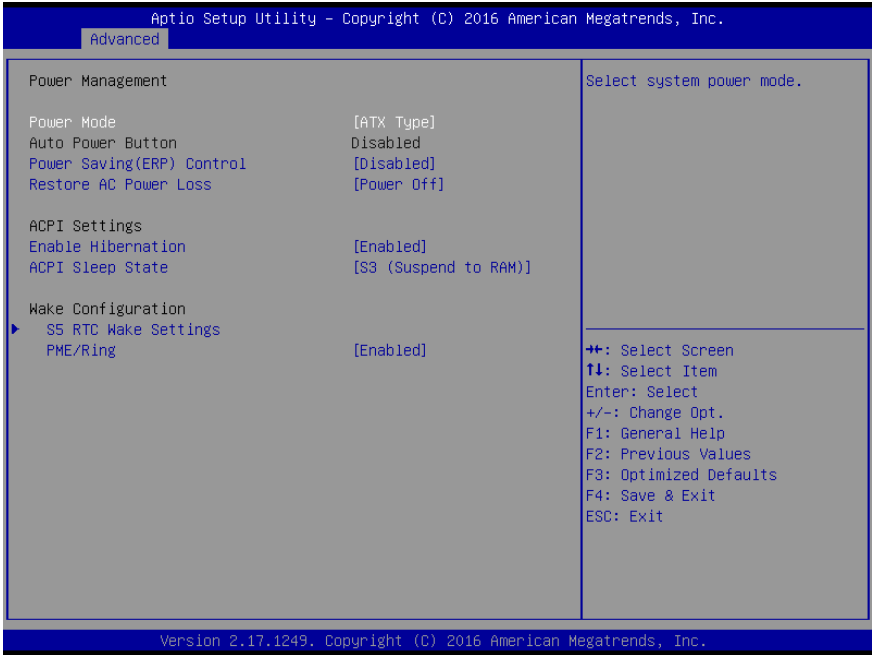 Aptio Setup Utility – Copyright (C) 2016 American Megatrends, Inc.
Advanced
Power Management
Power Mode [ATX Type]
Auto Power Button Disabled
Power Saving(ERP) Control [Disabled]
Restore AC Power Loss [Power Off]
ACPI Settings
Enable Hibernation [Enabled]
ACPI Sleep State [S3 (Suspend to RAM)]
Wake Configuration
S5 RTC Wake Settings
PME/Ring [Enabled]
Select system power mode.
→←: Select Screen
↑↓: Select Item
Enter: Select
+/-: Change Opt.
F1: General Help
F2: Previous Values
F3: Optimized Defaults
F4: Save & Exit
ESC: Exit
Version 2.17.1249. Copyright (C) 2016 American Megatrends, Inc.